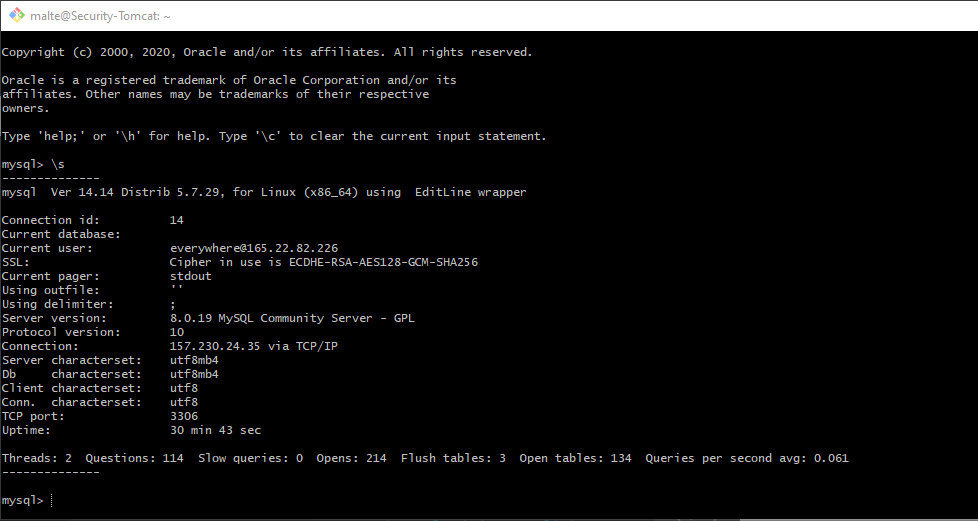 malte@Security-Tomcat: ~
Copyright (c) 2000, 2020, Oracle and/or its affiliates. All rights reserved.
Oracle is a registered trademark of Oracle Corporation and/or its
affiliates. Other names may be trademarks of their respective
owners.
Type 'help;' or '\h' for help. Type '\c' to clear the current input statement.
mysql> \s
--------------
mysql  Ver 14.14 Distrib 5.7.29, for Linux (x86_64) using  EditLine wrapper
Connection id:          14
Current database:
Current user:           everywhere@165.22.82.226
SSL:                    Cipher in use is ECDHE-RSA-AES128-GCM-SHA256
Current pager:          stdout
Using outfile:          ''
Using delimiter:        ;
Server version:         8.0.19 MySQL Community Server - GPL
Protocol version:       10
Connection:             157.230.24.35 via TCP/IP
Server characterset:    utf8mb4
Db     characterset:    utf8mb4
Client characterset:    utf8
Conn.  characterset:    utf8
TCP port:               3306
Uptime:                 30 min 43 sec
Threads: 2  Questions: 114  Slow queries: 0  Opens: 214  Flush tables: 3  Open tables: 134  Queries per second avg: 0.061
--------------
mysql>